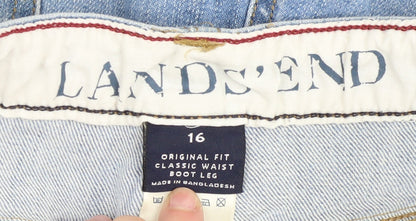 LANDS' END
16
ORIGINAL FIT
CLASSIC WAIST
BOOT LEG
MADE IN BANGLADESH